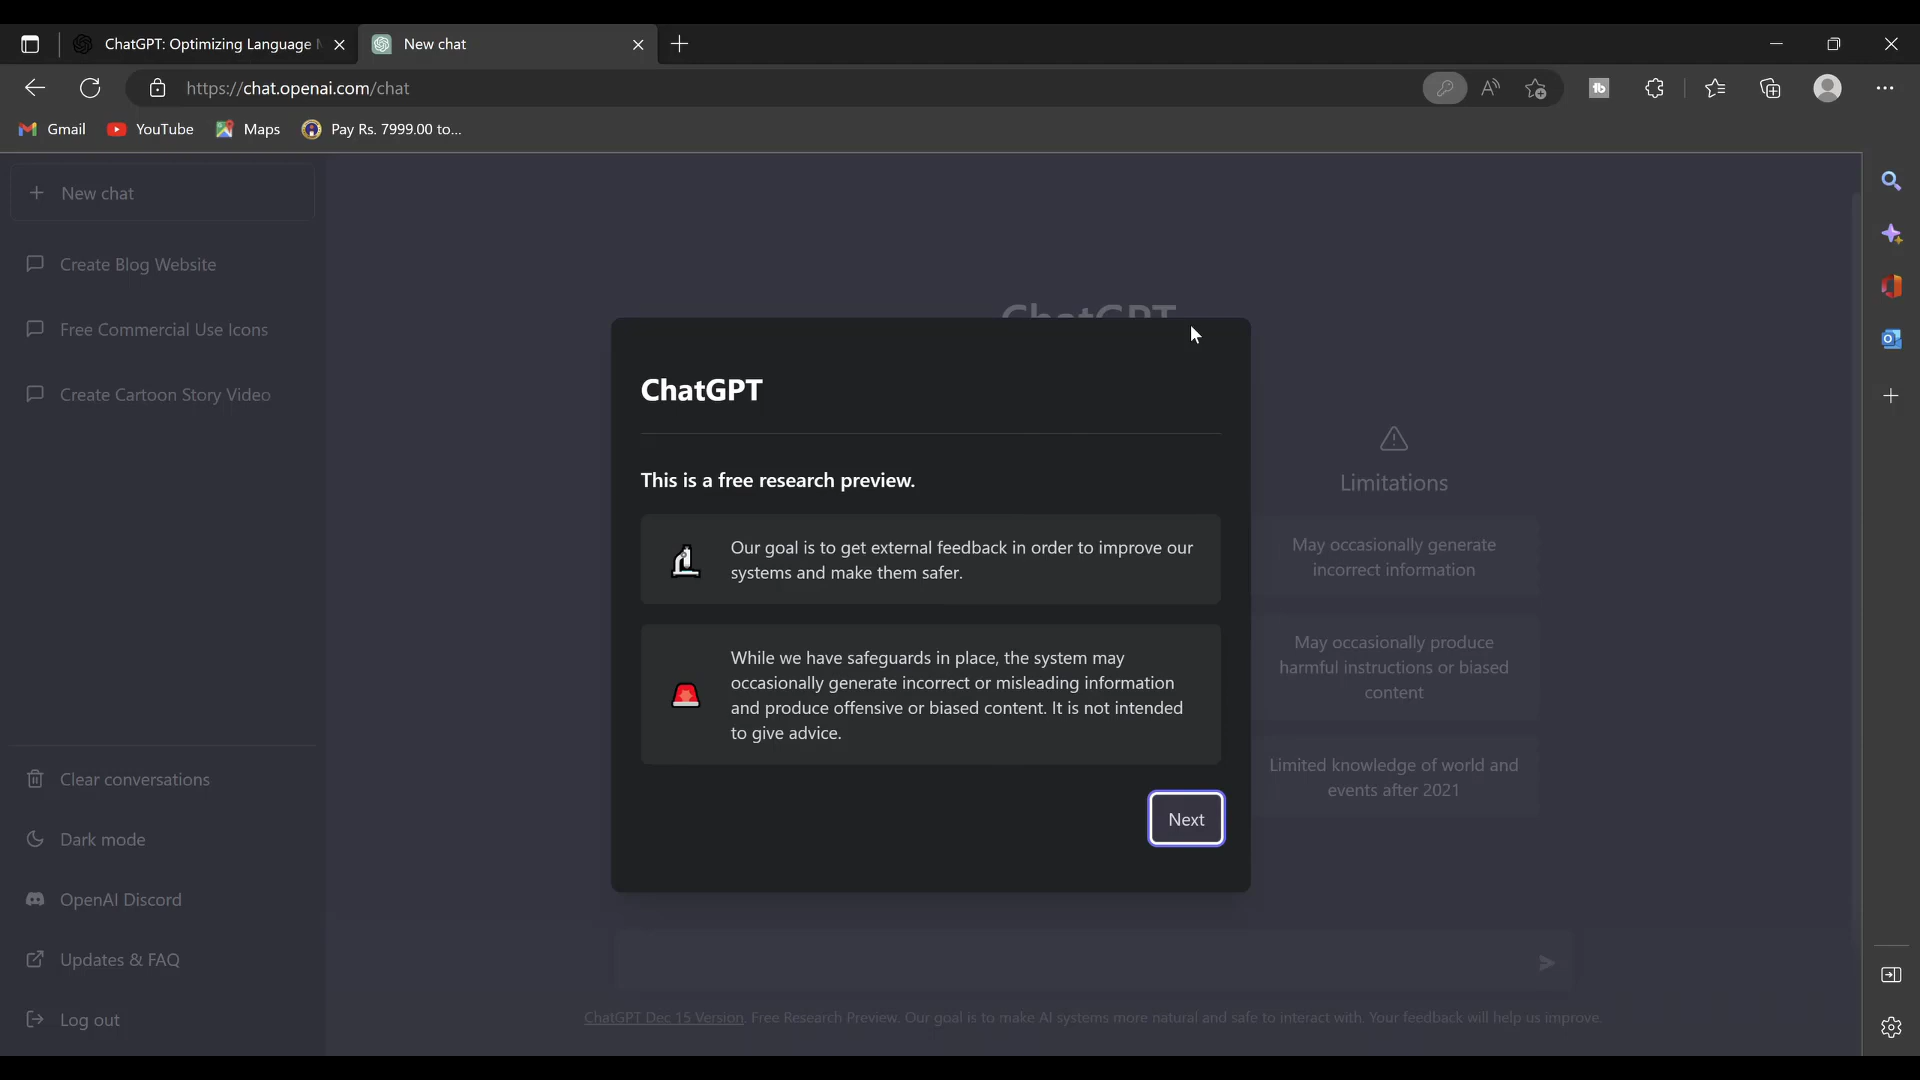 ChatGPT: Optimizing Language
New chat
https://chat.openai.com/chat
Gmail
YouTube
Maps
Pay Rs. 7999.00 to...
New chat
Create Blog Website
Free Commercial Use Icons
Create Cartoon Story Video
Clear conversations
Dark mode
OpenAI Discord
Updates & FAQ
Log out
ChatGPT
ChatGPT
This is a free research preview.
Our goal is to get external feedback in order to improve our
systems and make them safer.
While we have safeguards in place, the system may
occasionally generate incorrect or misleading information
and produce offensive or biased content. It is not intended
to give advice.
Next
Limitations
May occasionally generate
incorrect information
May occasionally produce
harmful instructions or biased
content
Limited knowledge of world and
events after 2021
ChatGPT Dec 15 Version. Free Research Preview. Our goal is to make AI systems more natural and safe to interact with. Your feedback will help us improve.